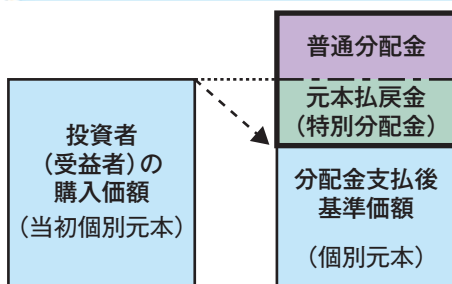 普通分配金
元本払戻金
(特別分配金)
投資者
(受益者)の
購入価額
(当初個別元本)
分配金支払後
基準価額
(個別元本)